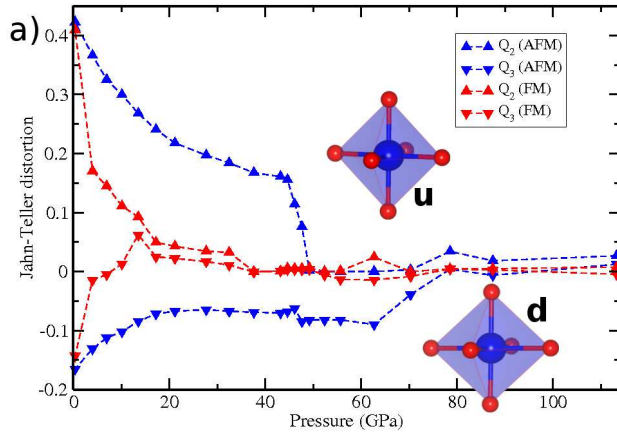 a)
0.4
0.3
0.2
0.1
0
-0.1
-0.2
Jahn-Teller distortion
Q2 (AFM)
Q3 (AFM)
Q2 (FM)
Q3 (FM)
u
d
0 20 40 60 80 100
Pressure (GPa)